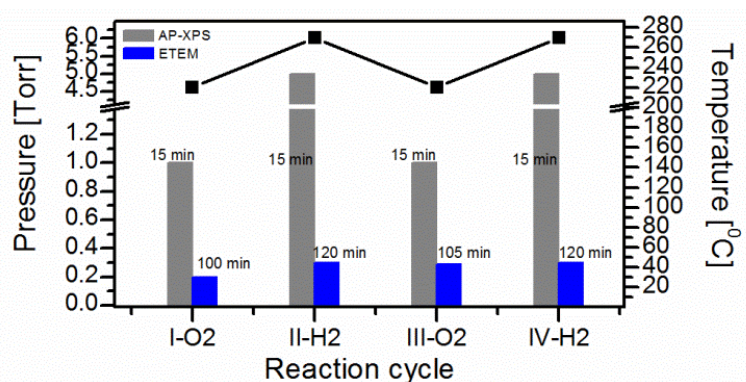 AP-XPS
ETEM
Pressure [Torr]
6.0
5.5
5.0
4.5
1.2
1.0
0.8
0.6
0.4
0.2
0.0
15 min
100 min
15 min
120 min
15 min
105 min
15 min
120 min
280
260
240
220
200
180
160
140
120
100
80
60
40
20
Temperature [⁰C]
I-O2 II-H2 III-O2 IV-H2
Reaction cycle